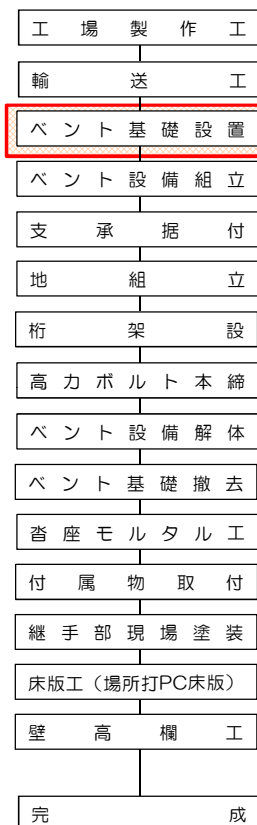 工場製作工
輸送工
ベント基礎設置
ベント設備組立
支承据付
地組立
桁架設
高力ボルト本締
ベント設備解体
ベント基礎撤去
沓座モルタル工
付属物取付
継手部現場塗装
床版工（場所打PC床版）
壁高欄工
完成